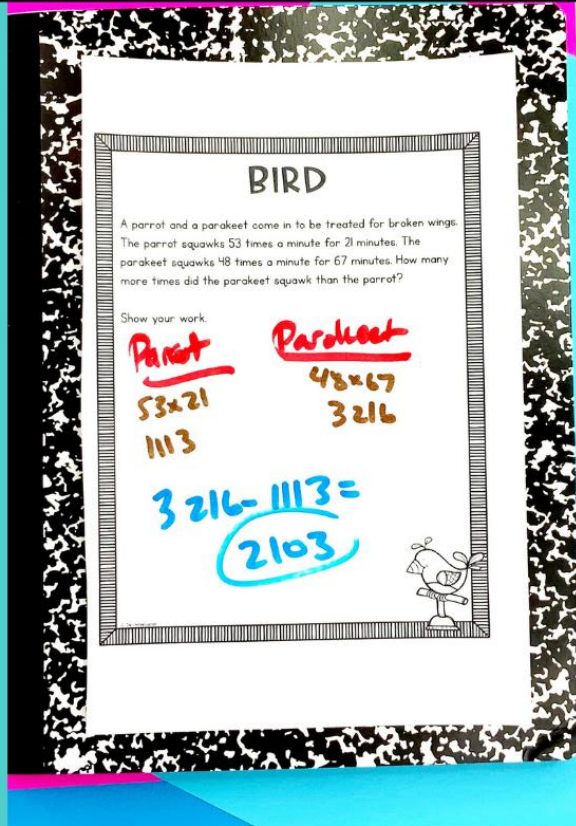 BIRD
A parrot and a parakeet come in to be treated for broken wings.
The parrot squawks 53 times a minute for 21 minutes. The
parakeet squawks 48 times a minute for 67 minutes. How many
more times did the parakeet squawk than the parrot?
Show your work.
Parrot
53x21
1113
Parakeet
48x67
3216
3216-1113=
2103